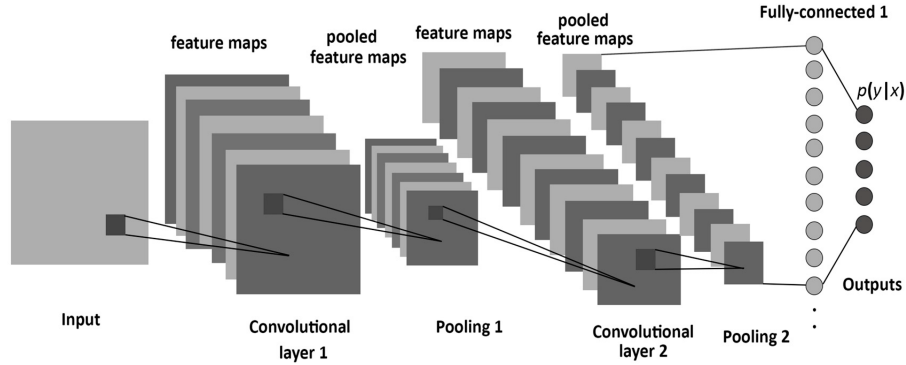 Fully-connected 1
feature maps
pooled
feature maps
feature maps
pooled
feature maps
p(y|x)
Input
Convolutional
layer 1
Pooling 1
Convolutional
layer 2
Pooling 2
Outputs